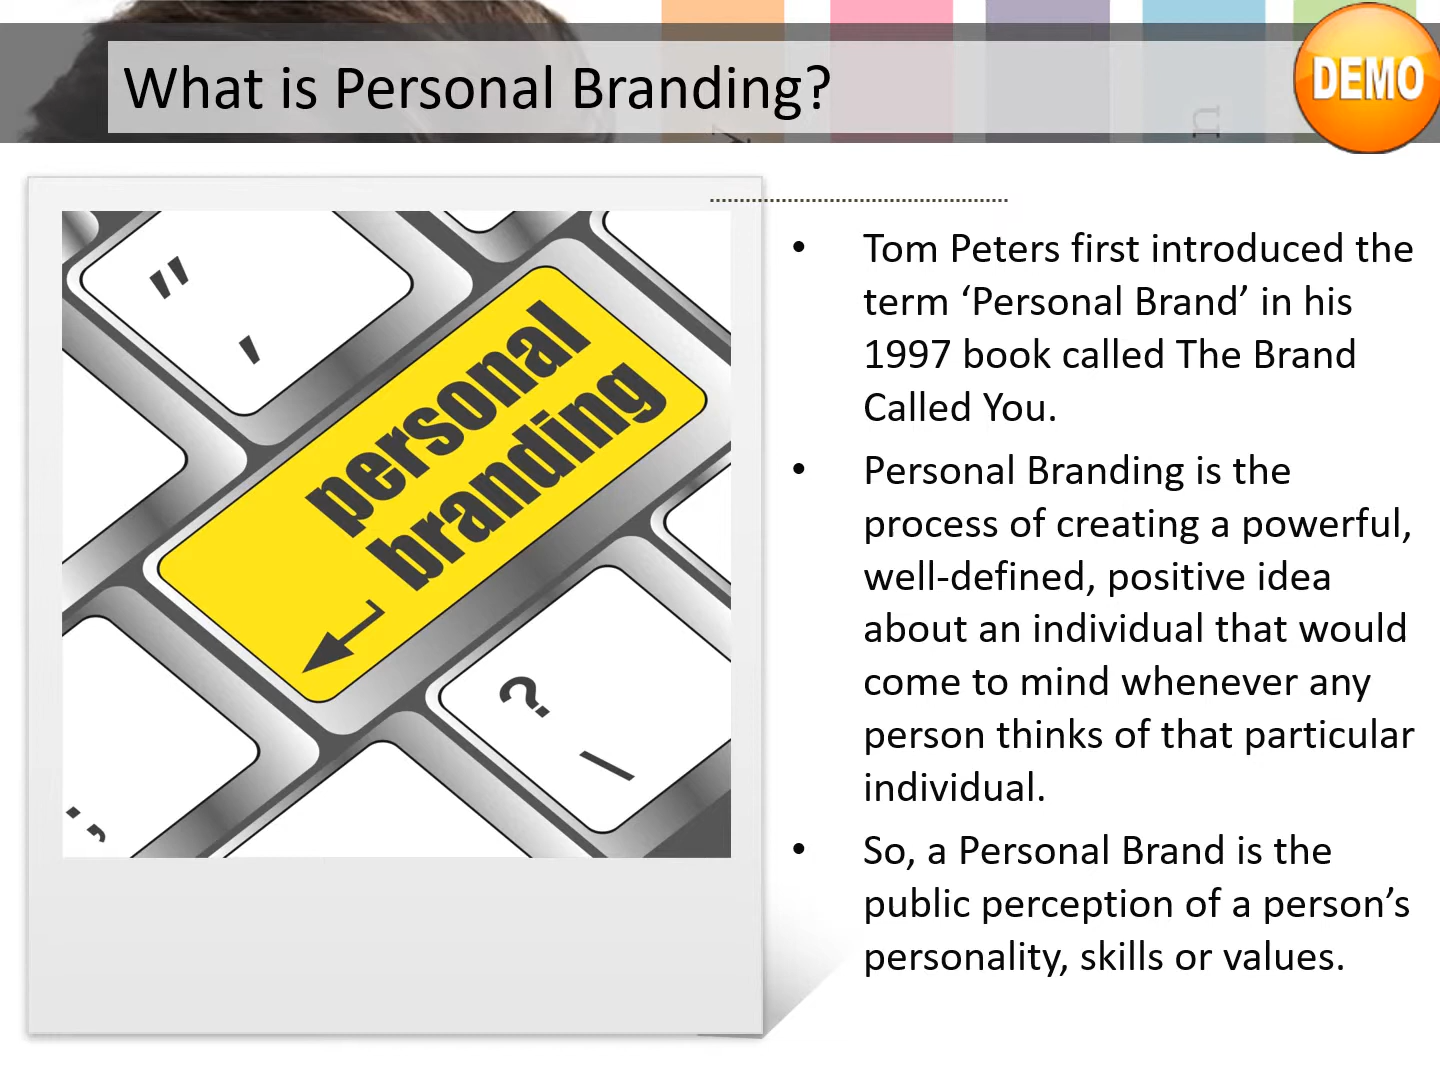 What is Personal Branding?
DEMO
n
"
'
personal
branding
?
/
;
• Tom Peters first introduced the
term ‘Personal Brand’ in his
1997 book called The Brand
Called You.
• Personal Branding is the
process of creating a powerful,
well-defined, positive idea
about an individual that would
come to mind whenever any
person thinks of that particular
individual.
• So, a Personal Brand is the
public perception of a person’s
personality, skills or values.